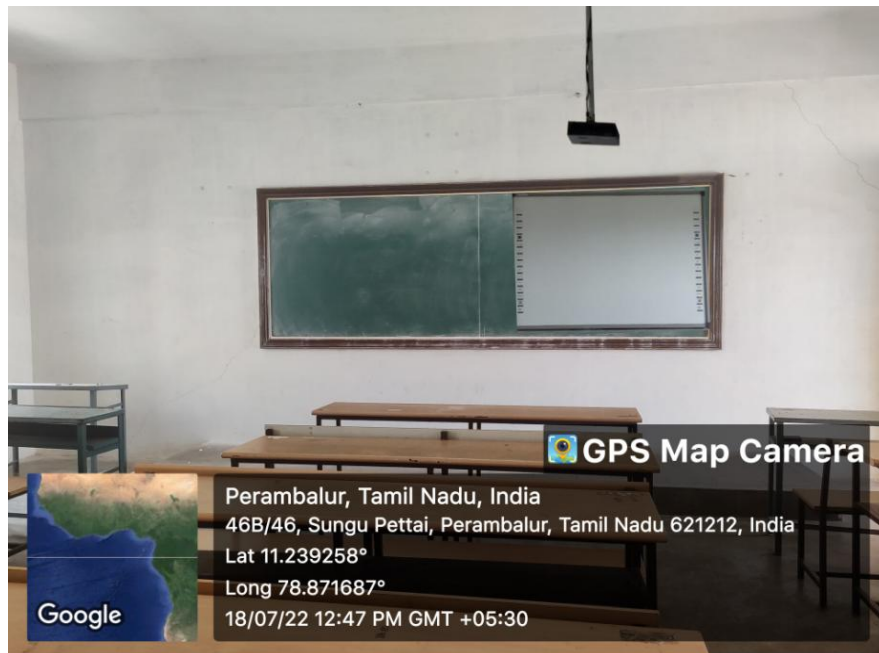 GPS Map Camera
Perambalur, Tamil Nadu, India
46B/46, Sungu Pettai, Perambalur, Tamil Nadu 621212, India
Lat 11.239258°
Long 78.871687°
18/07/22 12:47 PM GMT +05:30
Google